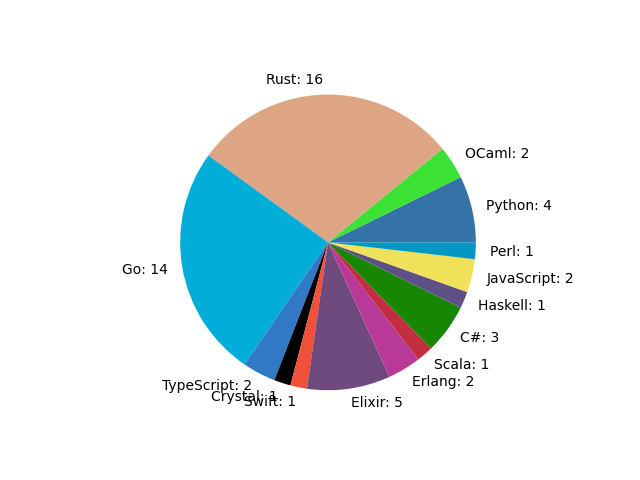 Rust: 16
OCaml: 2
Python: 4
Perl: 1
Go: 14
JavaScript: 2
Haskell: 1
C#: 3
Scala: 1
Erlang: 2
TypeScript: 2
Crystal: 1
Swift: 1
Elixir: 5